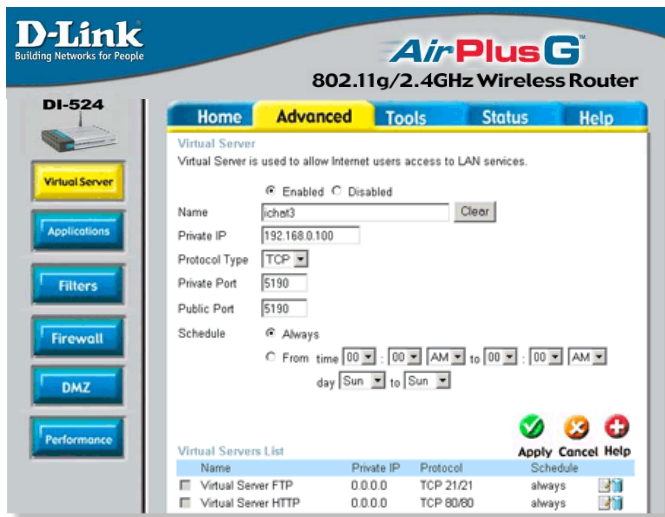 D-Link
Building Networks for People
AirPlus G™
802.11g/2.4GHz Wireless Router
DI-524
Home Advanced Tools Status Help
Virtual Server
Applications
Filters
Firewall
DMZ
Performance
Virtual Server
Virtual Server is used to allow Internet users access to LAN services.
Enabled Disabled
Name ichat3 Clear
Private IP 192.168.0.100
Protocol Type TCP
Private Port 5190
Public Port 5190
Schedule Always
From time 00 : 00 AM to 00 : 00 AM
day Sun to Sun
Apply Cancel Help
Virtual Servers List
Name Private IP Protocol Schedule
Virtual Server FTP 0.0.0.0 TCP 21/21 always
Virtual Server HTTP 0.0.0.0 TCP 80/80 always